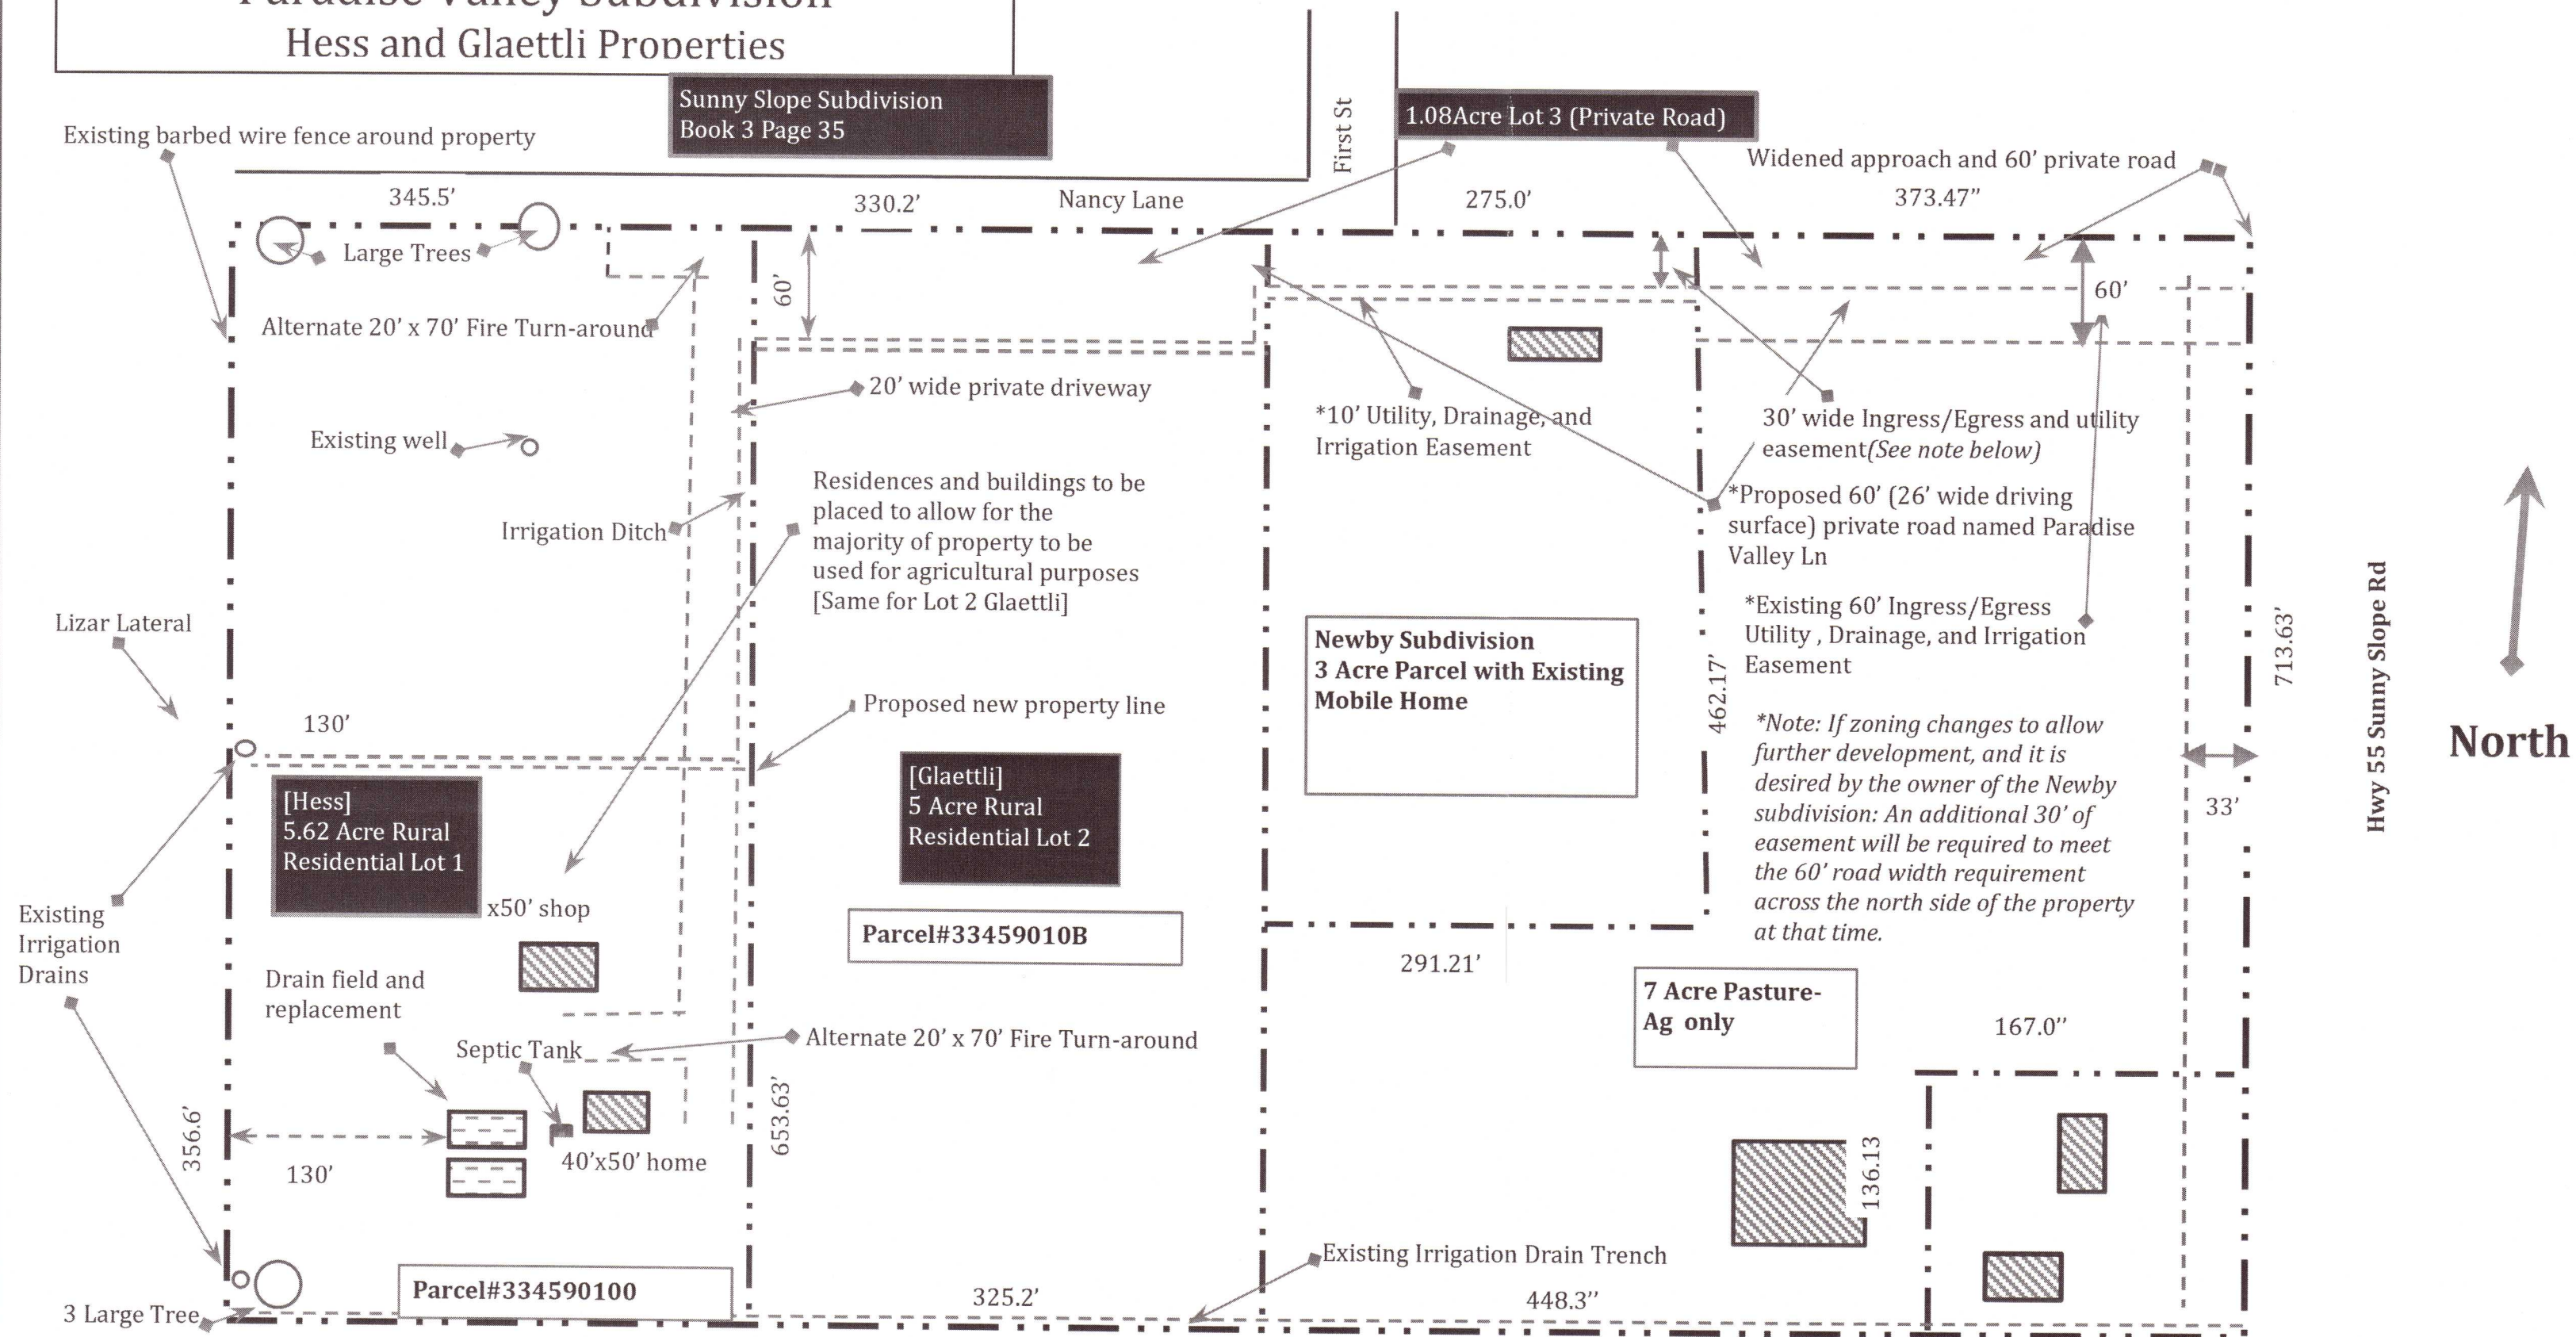 Paradise Valley Subdivision
Hess and Glaettli Properties
Sunny Slope Subdivision
Book 3 Page 35
First St
1.08Acre Lot 3 (Private Road)
Existing barbed wire fence around property
Widened approach and 60’ private road
345.5’
330.2’
Nancy Lane
275.0’
373.47”
Large Trees
60’
60’
Alternate 20’ x 70’ Fire Turn-around
20’ wide private driveway
*10’ Utility, Drainage, and
Irrigation Easement
30’ wide Ingress/Egress and utility
easement(See note below)
Existing well
Residences and buildings to be
placed to allow for the
majority of property to be
used for agricultural purposes
[Same for Lot 2 Glaettli]
*Proposed 60’ (26’ wide driving
surface) private road named Paradise
Valley Ln
Irrigation Ditch
*Existing 60’ Ingress/Egress
Utility , Drainage, and Irrigation
Easement
Lizar Lateral
Newby Subdivision
3 Acre Parcel with Existing
Mobile Home
462.17’
713.63’
Hwy 55 Sunny Slope Rd
North
130’
Proposed new property line
*Note: If zoning changes to allow
further development, and it is
desired by the owner of the Newby
subdivision: An additional 30’ of
easement will be required to meet
the 60’ road width requirement
across the north side of the property
at that time.
33’
[Hess]
5.62 Acre Rural
Residential Lot 1
[Glaettli]
5 Acre Rural
Residential Lot 2
x50’ shop
Parcel#33459010B
Existing
Irrigation
Drains
291.21’
Drain field and
replacement
7 Acre Pasture-
Ag only
167.0”
Septic Tank
Alternate 20’ x 70’ Fire Turn-around
356.6’
653.63’
130’
40’x50’ home
136.13
Existing Irrigation Drain Trench
Parcel#334590100
325.2’
448.3”
3 Large Tree